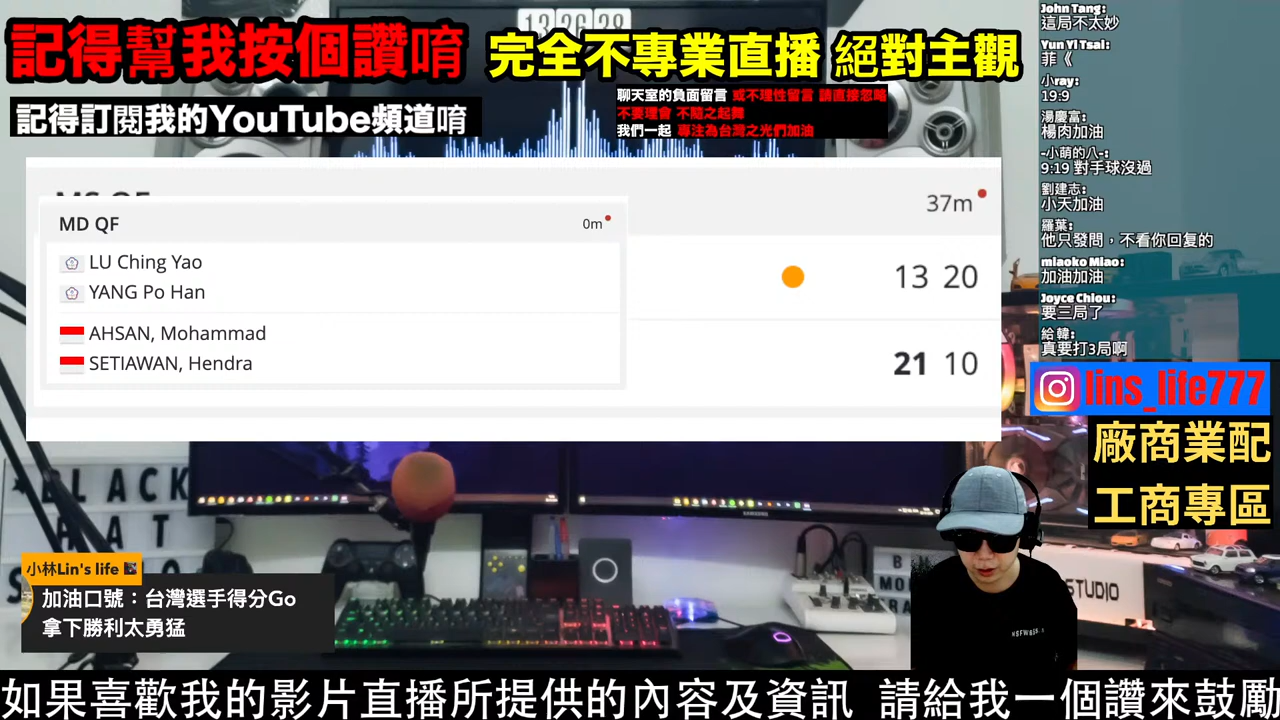 記得幫我按個讚唷
完全不專業直播 絕對主觀
記得訂閱我的YouTube頻道唷
聊天室的負面留言 或不理性留言 請直接忽略
不要理會 不隨之起舞
我們一起 專注為台灣之光們加油
37m
MD QF
0m
LU Ching Yao
YANG Po Han
AHSAN, Mohammad
SETIAWAN, Hendra
13 20
21 10
John Tang:
這局不太妙
Yun Yi Tsai:
菲《
小ray:
19:9
湯慶富:
楊肉加油
-小萌的八-:
9:19 對手球沒過
劉建志:
小天加油
羅葉:
他只發問，不看你回复的
miaoko Miao:
加油加油
Joyce Chiou:
要三局了
給韓:
真要打3局啊
lins_life777
廠商業配
工商專區
BLACK
SAMSUNG
STUDIO
小林Lin's life
加油口號：台灣選手得分Go
拿下勝利太勇猛
如果喜歡我的影片直播所提供的內容及資訊 請給我一個讚來鼓勵